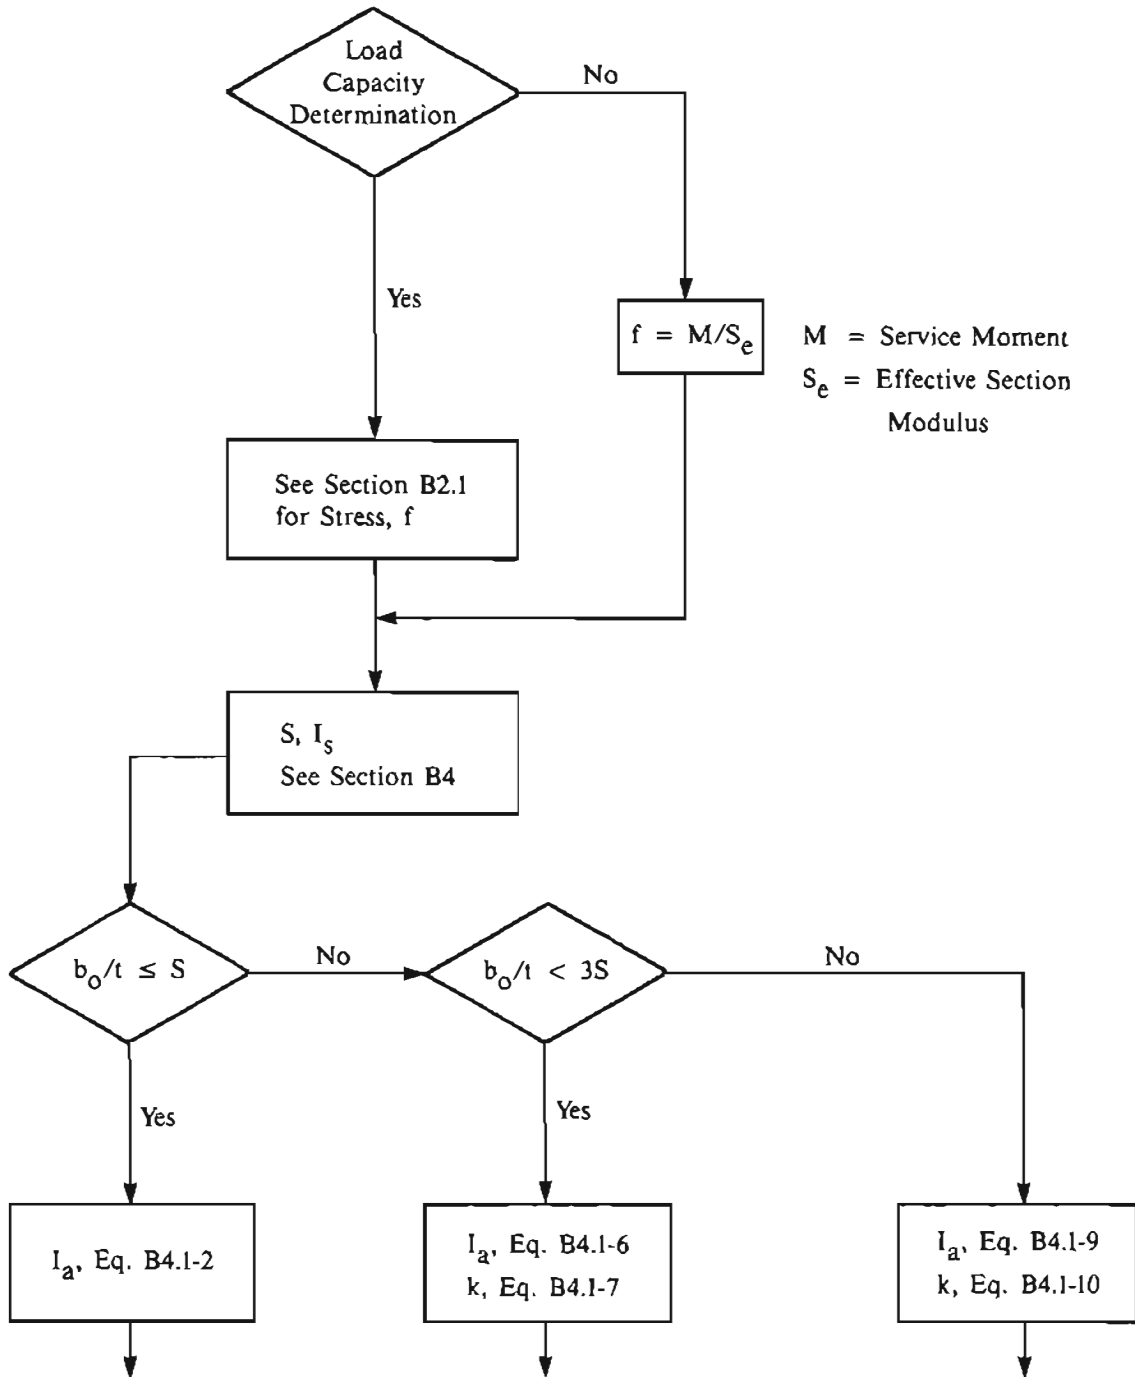 Load
Capacity
Determination
No
Yes
f = M/Sₑ
M = Service Moment
Sₑ = Effective Section
Modulus
See Section B2.1
for Stress, f
S, Iₛ
See Section B4
bₒ/t ≤ S
No
bₒ/t < 3S
No
Yes
Yes
Iₐ, Eq. B4.1-2
Iₐ, Eq. B4.1-6
k, Eq. B4.1-7
Iₐ, Eq. B4.1-9
k, Eq. B4.1-10